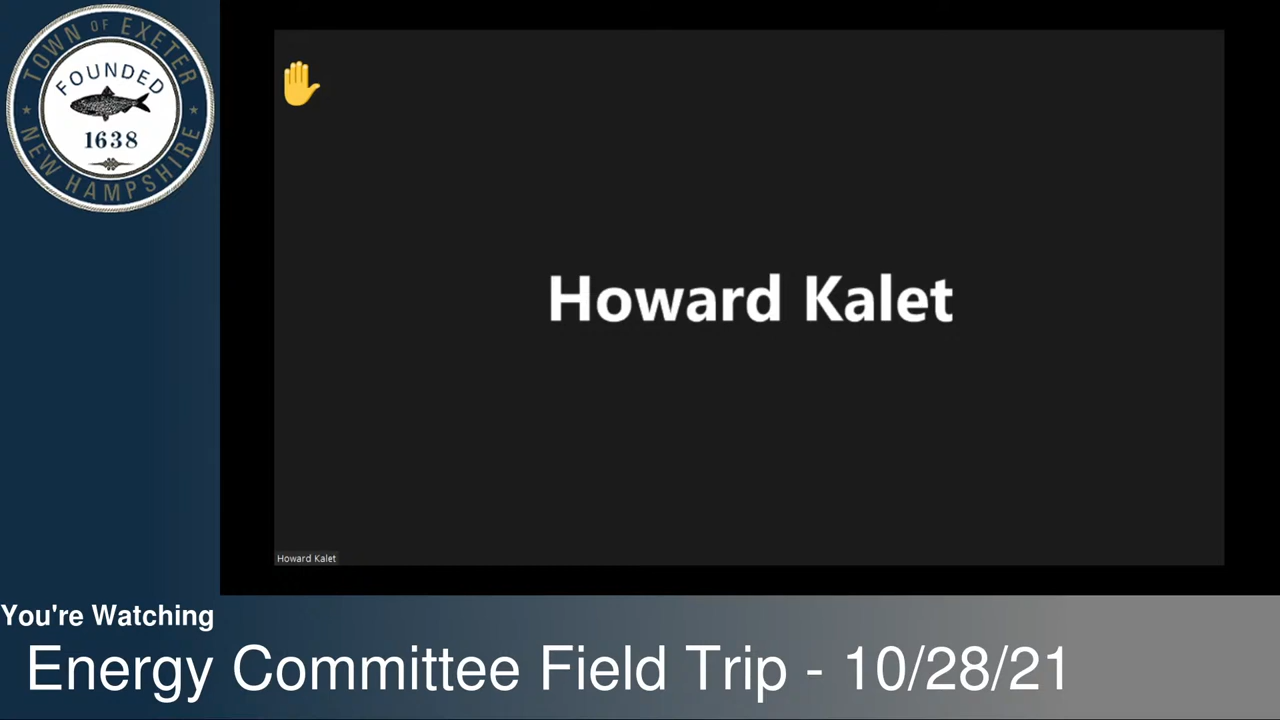 TOWN OF EXETER
FOUNDED
1638
NEW HAMPSHIRE
Howard Kalet
Howard Kalet
You're Watching
Energy Committee Field Trip - 10/28/21